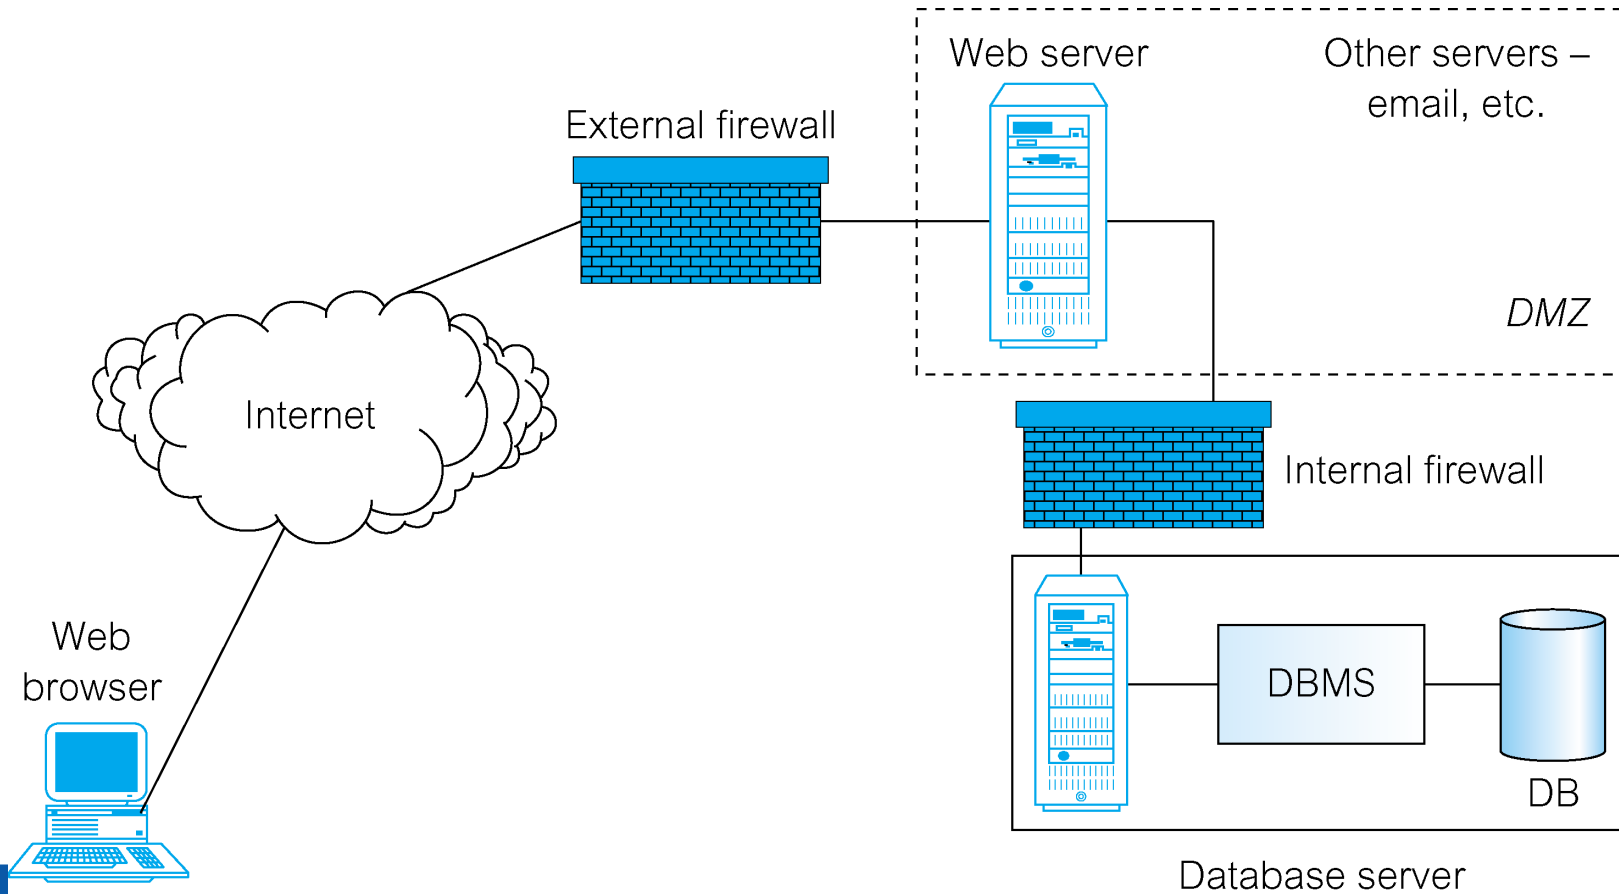 Web server
Other servers –
email, etc.
External firewall
DMZ
Internet
Internal firewall
Web
browser
DBMS
DB
Database server